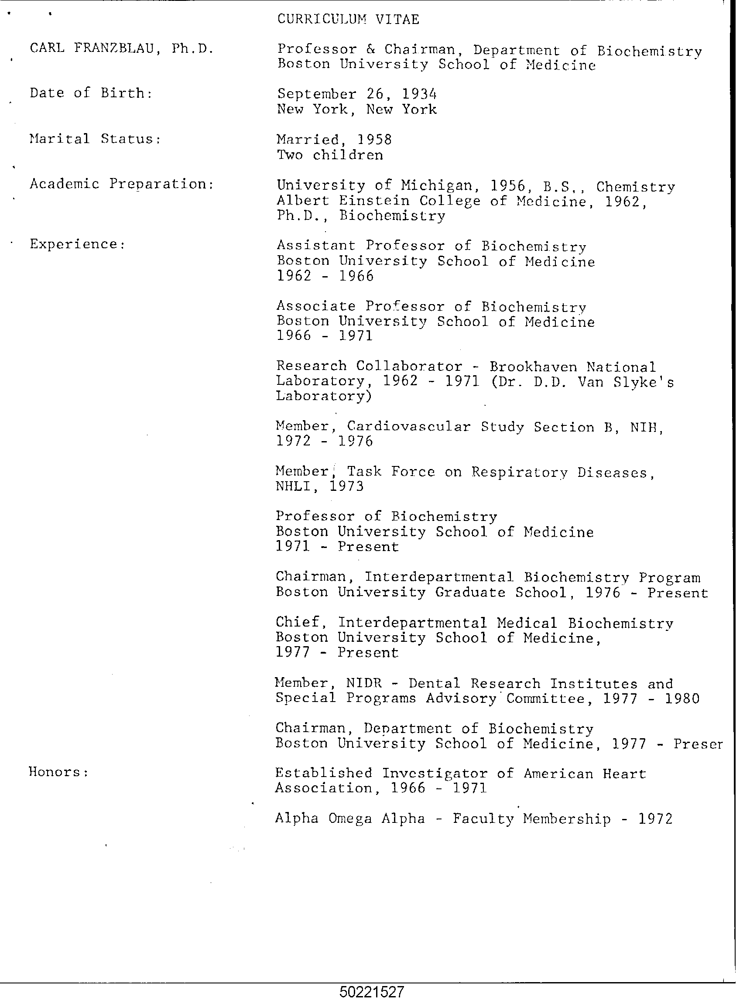 CURRICULUM VITAE
CARL FRANZBLAU, Ph.D.
Professor & Chairman, Department of Biochemistry
Boston University School of Medicine
Date of Birth:
September 26, 1934
New York, New York
Marital Status:
Married, 1958
Two children
Academic Preparation:
University of Michigan, 1956, B.S., Chemistry
Albert Einstein College of Medicine, 1962,
Ph.D., Biochemistry
Experience:
Assistant Professor of Biochemistry
Boston University School of Medicine
1962 - 1966
Associate Professor of Biochemistry
Boston University School of Medicine
1966 - 1971
Research Collaborator - Brookhaven National
Laboratory, 1962 - 1971 (Dr. D.D. Van Slyke's
Laboratory)
Member, Cardiovascular Study Section B, NIH,
1972 - 1976
Member, Task Force on Respiratory Diseases,
NHLI, 1973
Professor of Biochemistry
Boston University School of Medicine
1971 - Present
Chairman, Interdepartmental Biochemistry Program
Boston University Graduate School, 1976 - Present
Chief, Interdepartmental Medical Biochemistry
Boston University School of Medicine,
1977 - Present
Member, NIDR - Dental Research Institutes and
Special Programs Advisory Committee, 1977 - 1980
Chairman, Department of Biochemistry
Boston University School of Medicine, 1977 - Preser
Honors:
Established Investigator of American Heart
Association, 1966 - 1971
Alpha Omega Alpha - Faculty Membership - 1972
50221527